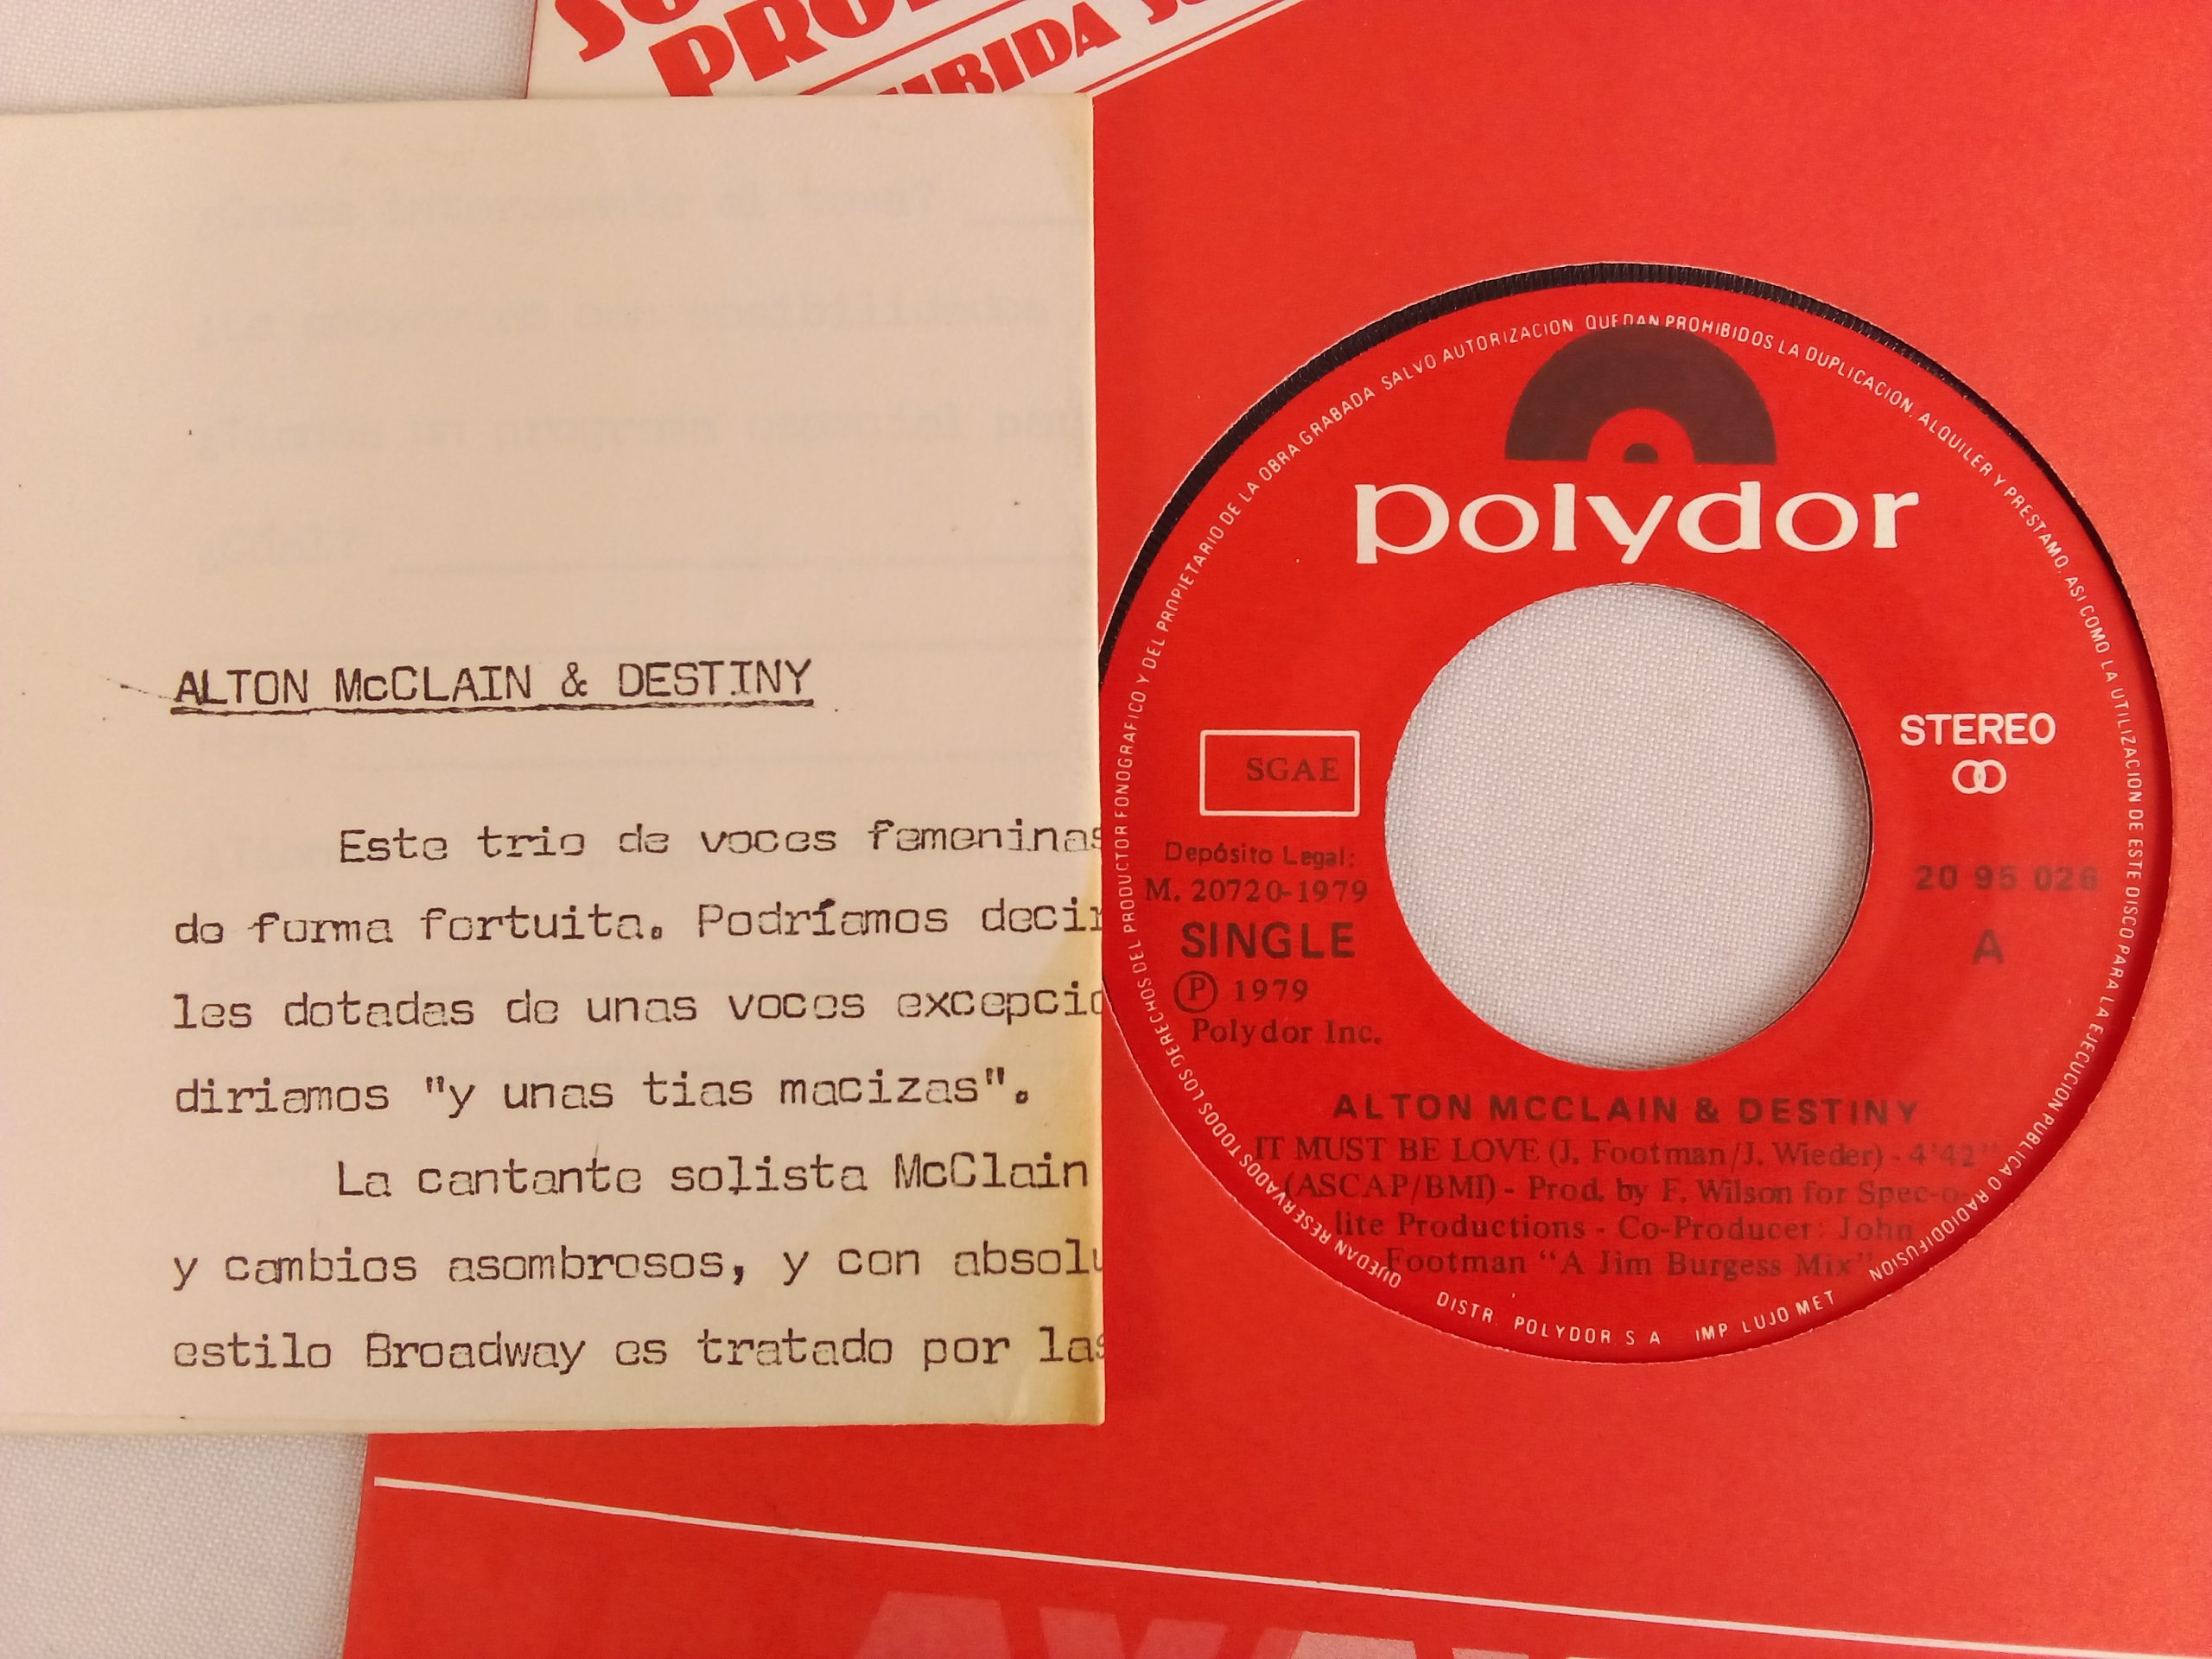 PRO
IBIDA
ALTON McCLAIN & DESTINY
Este trio de voces femeninas
de forma fortuita. Podríamos decir
les dotadas de unas voces excepcio
diriamos "y unas tias macizas".
La cantante solista McClain
y cambios asombrosos, y con absolu
estilo Broadway es tratado por las
QUEDAN RESERVADOS TODOS LOS DERECHOS DEL PRODUCTOR FONOGRAFICO Y DEL PROPIETARIO DE LA OBRA GRABADA SALVO AUTORIZACION QUEDAN PROHIBIDOS LA DUPLICACION, ALQUILER Y PRESTAMO, ASI COMO LA UTILIZACION DE ESTE DISCO PARA LA EJECUCION PUBLICA O RADIODIFUSION
polydor
STEREO
SGAE
Depósito Legal:
M. 20720-1979
20 95 026
SINGLE
A
℗ 1979
Polydor Inc.
ALTON MCCLAIN & DESTINY
IT MUST BE LOVE (J. Footman/J. Wieder) - 4'42"
(ASCAP/BMI) - Prod. by F. Wilson for Spec-o-
lite Productions - Co-Producer: John
Footman "A Jim Burgess Mix"
DISTR. POLYDOR S A IMP LUJO MET